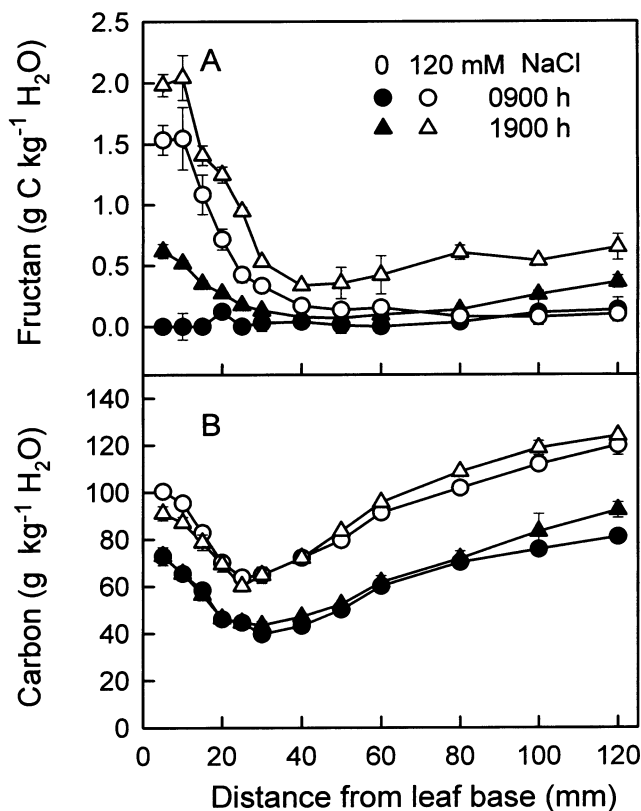 2.5
2.0
1.5
1.0
0.5
0.0
Fructan (g C kg⁻¹ H₂O)
A
0 120 mM NaCl
0900 h
1900 h
140
120
100
80
60
40
20
0
Carbon (g kg⁻¹ H₂O)
B
0 20 40 60 80 100 120
Distance from leaf base (mm)